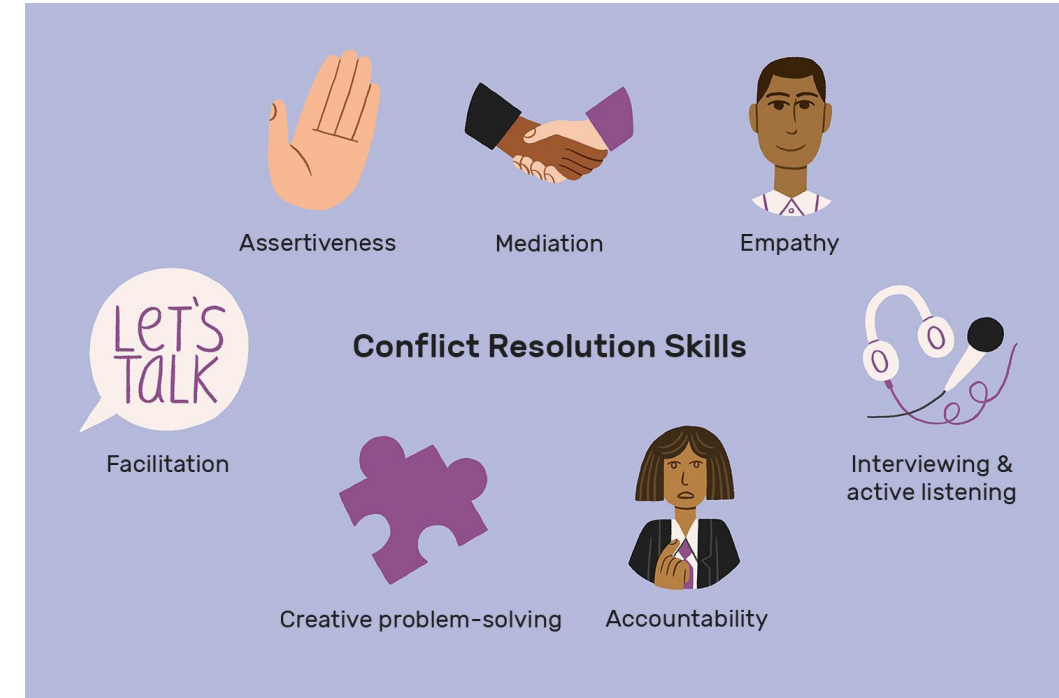 Assertiveness
Mediation
Empathy
LET'S
TALK
Facilitation
Conflict Resolution Skills
Interviewing &
active listening
Creative problem-solving
Accountability